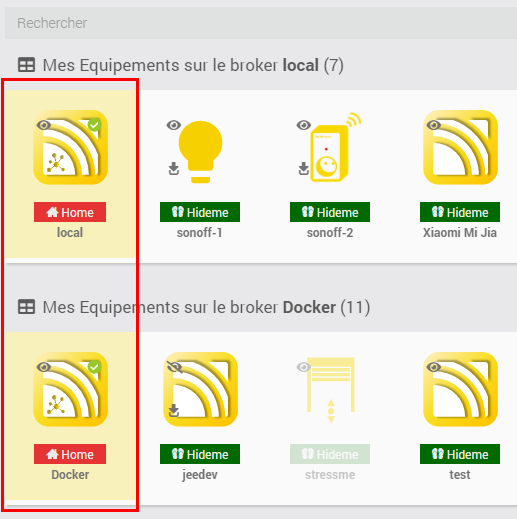 Rechercher
Mes Equipements sur le broker local (7)
Home
Hideme
Hideme
Hideme
local
sonoff-1
sonoff-2
Xiaomi Mi Jia
Mes Equipements sur le broker Docker (11)
Home
Hideme
Hideme
Hideme
Docker
jeedev
stressme
test